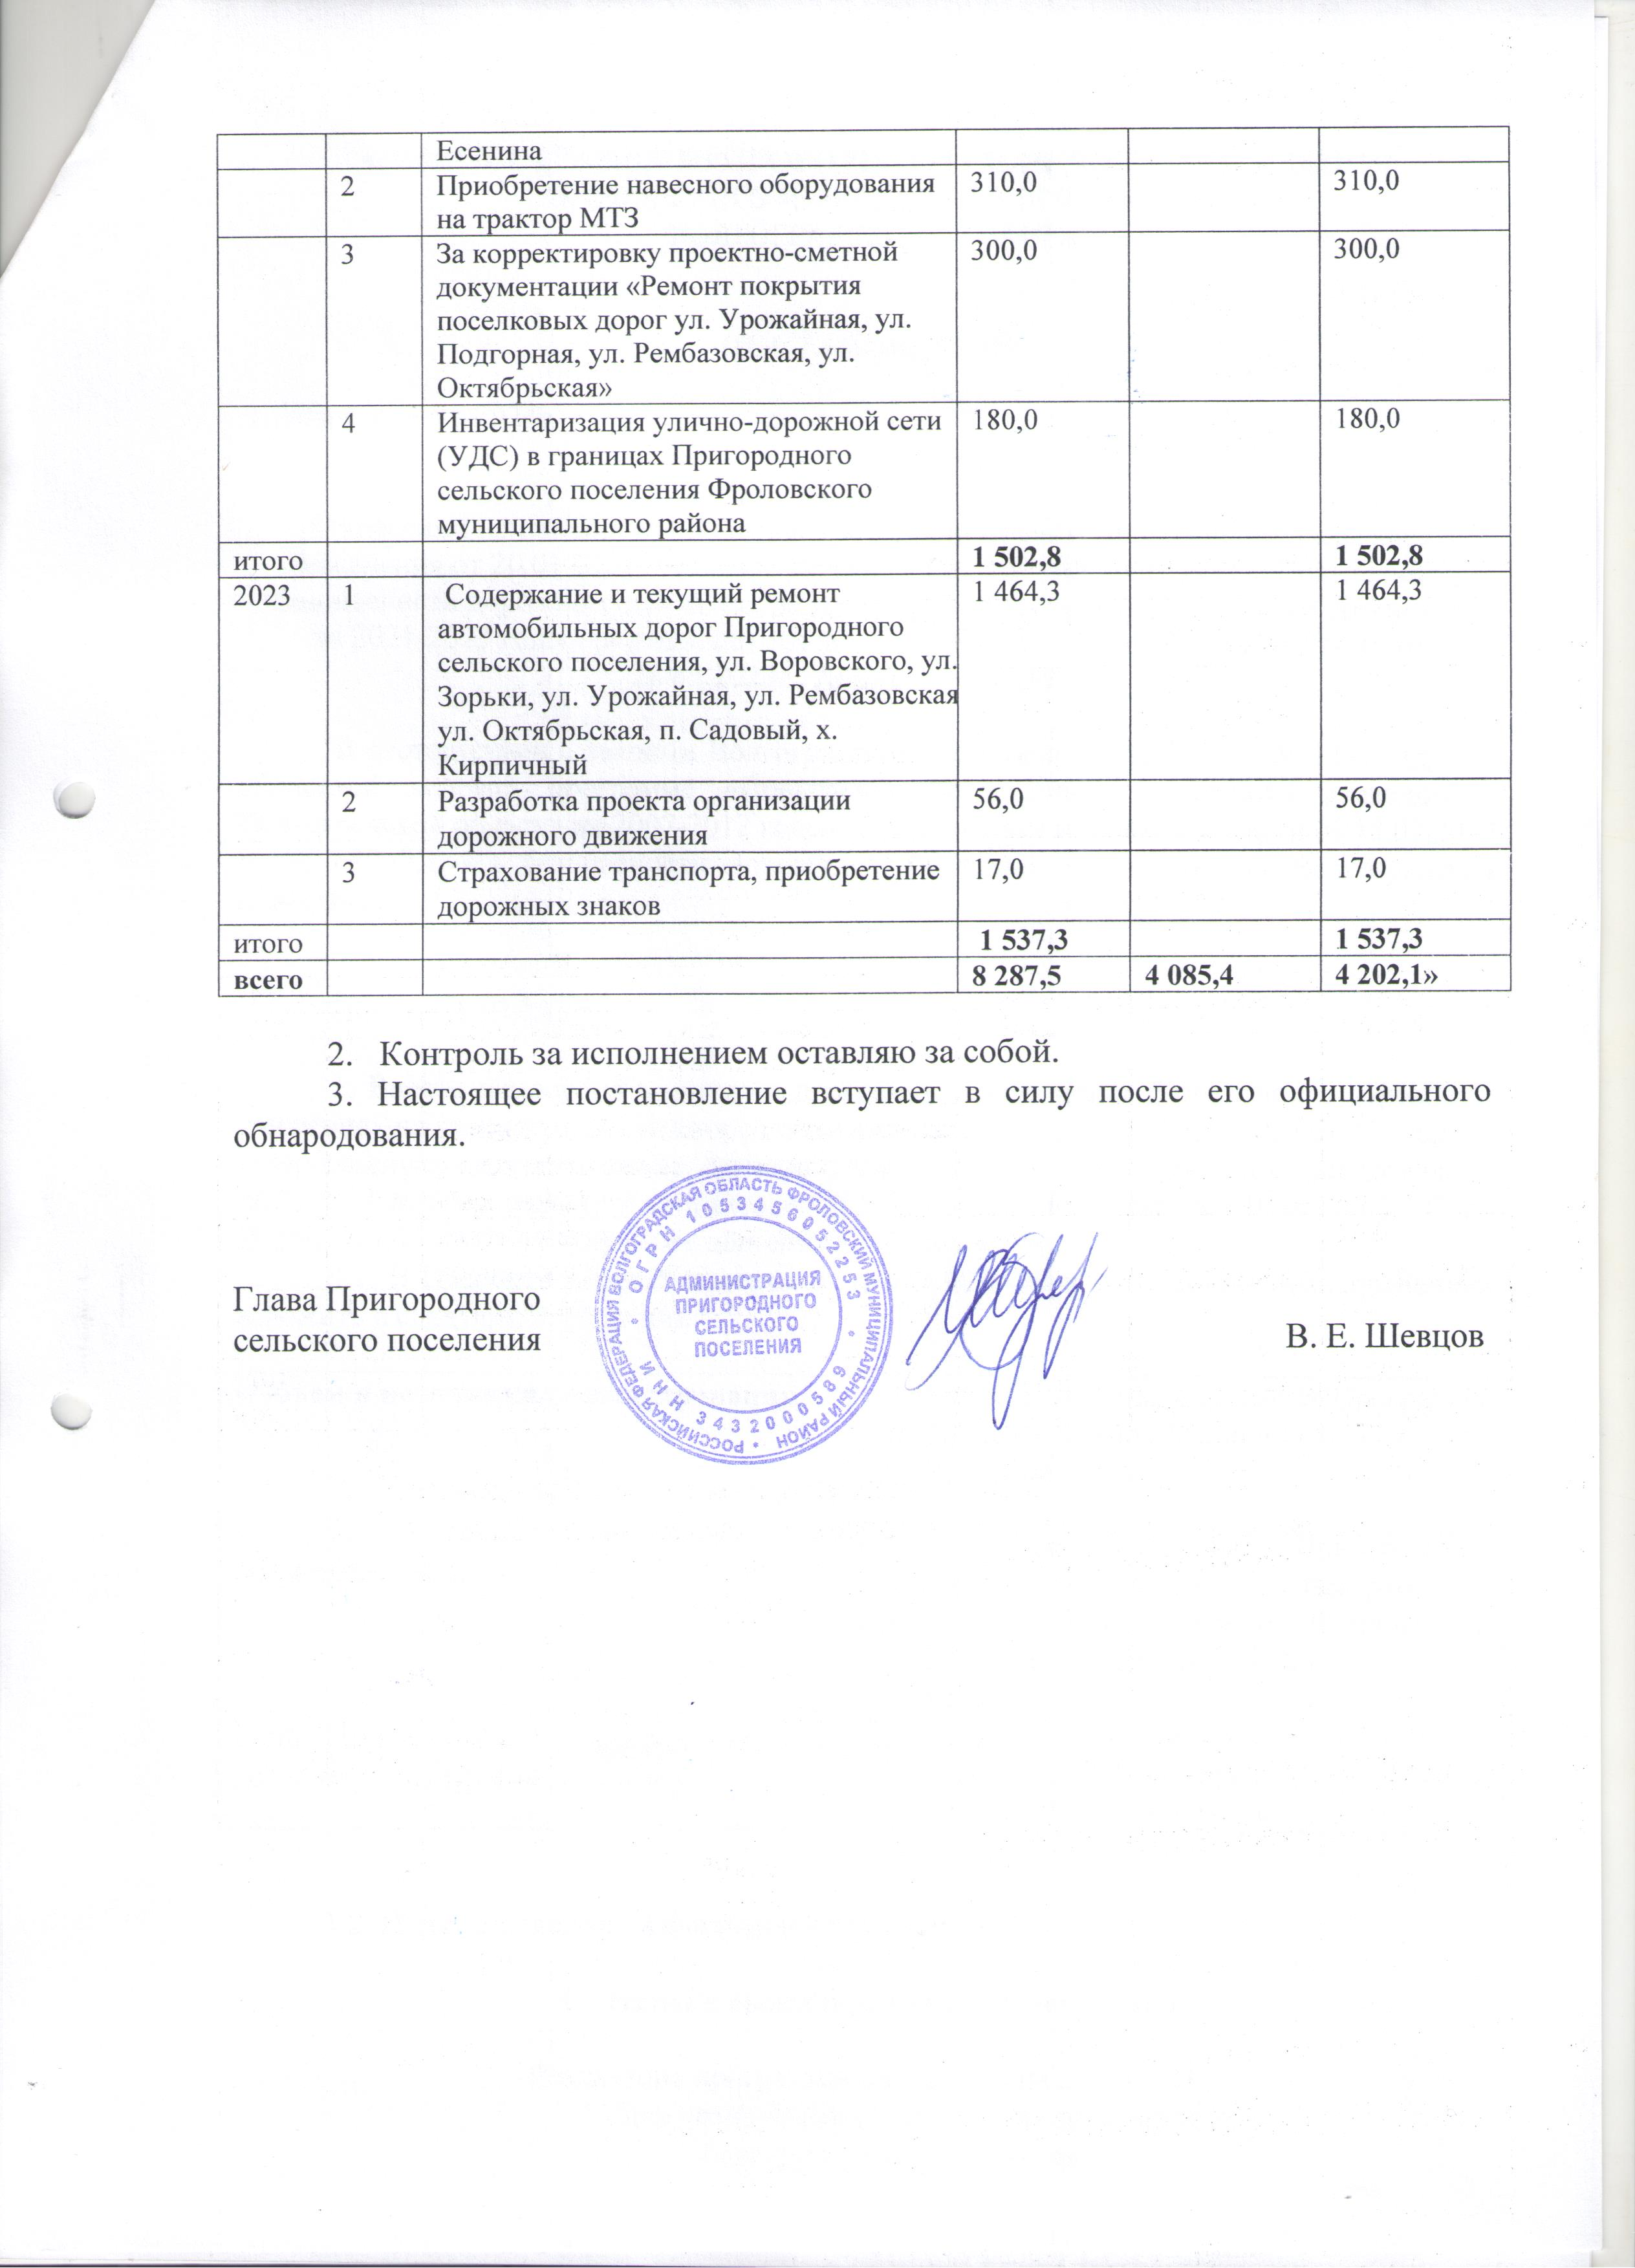 Есенина
2 Приобретение навесного оборудования 310,0 310,0
на трактор МТЗ
3 За корректировку проектно-сметной 300,0 300,0
документации «Ремонт покрытия
поселковых дорог ул. Урожайная, ул.
Подгорная, ул. Рембазовская, ул.
Октябрьская»
4 Инвентаризация улично-дорожной сети 180,0 180,0
(УДС) в границах Пригородного
сельского поселения Фроловского
муниципального района
итого 1 502,8 1 502,8
2023 1 Содержание и текущий ремонт 1 464,3 1 464,3
автомобильных дорог Пригородного
сельского поселения, ул. Воровского, ул.
Зорьки, ул. Урожайная, ул. Рембазовская
ул. Октябрьская, п. Садовый, х.
Кирпичный
2 Разработка проекта организации 56,0 56,0
дорожного движения
3 Страхование транспорта, приобретение 17,0 17,0
дорожных знаков
итого 1 537,3 1 537,3
всего 8 287,5 4 085,4 4 202,1»
2. Контроль за исполнением оставляю за собой.
3. Настоящее постановление вступает в силу после его официального
обнародования.
Глава Пригородного
сельского поселения
В. Е. Шевцов
РОССИЙСКАЯ ФЕДЕРАЦИЯ ВОЛГОГРАДСКАЯ ОБЛАСТЬ ФРОЛОВСКИЙ МУНИЦИПАЛЬНЫЙ РАЙОН
ОГРН 1053456052253
ИНН 3432000589
АДМИНИСТРАЦИЯ
ПРИГОРОДНОГО
СЕЛЬСКОГО
ПОСЕЛЕНИЯ